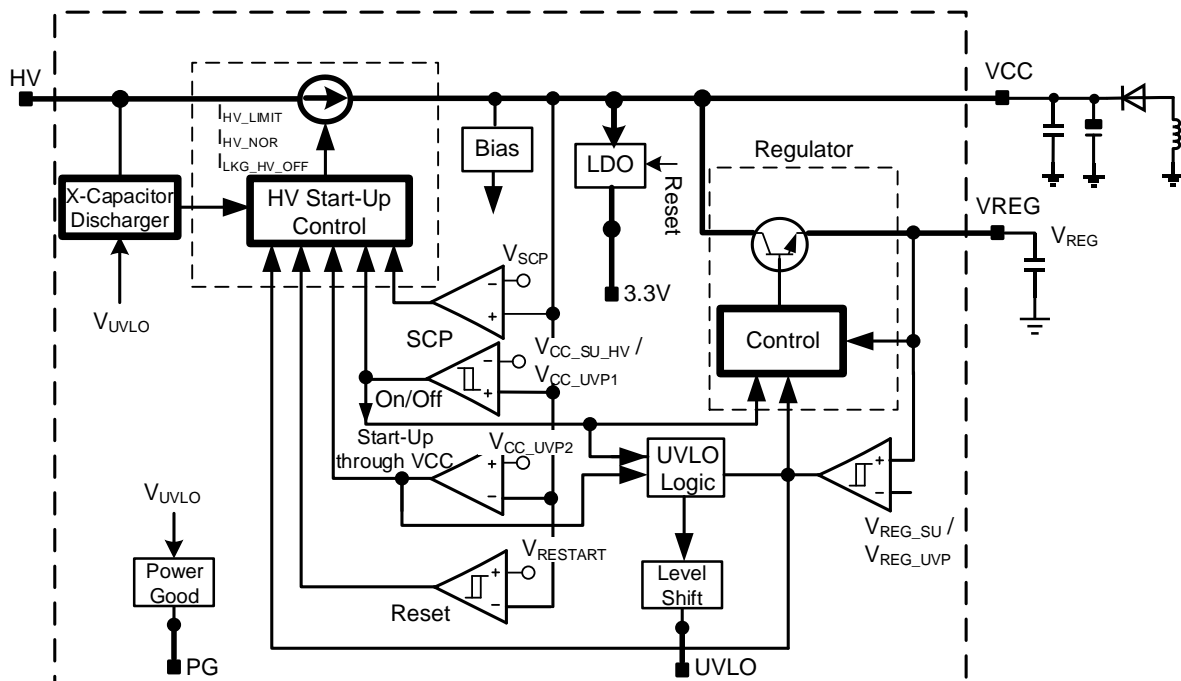 HV
VCC
I_HV_LIMIT
I_HV_NOR
I_LKG_HV_OFF
Bias
LDO
Reset
Regulator
X-Capacitor
Discharger
HV Start-Up
Control
VREG
V_REG
V_SCP
3.3V
V_UVLO
SCP
Control
V_CC_SU_HV /
V_CC_UVP1
On/Off
Start-Up
through VCC
V_CC_UVP2
UVLO
Logic
V_UVLO
V_REG_SU /
V_REG_UVP
V_RESTART
Power
Good
Level
Shift
Reset
PG
UVLO